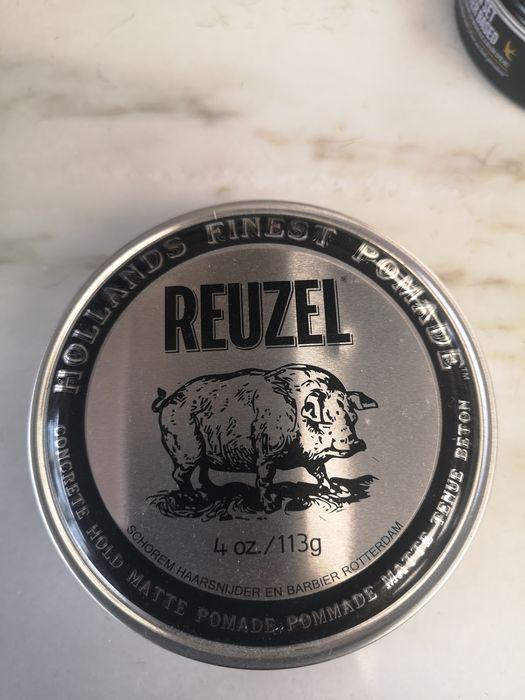 HOLLANDS FINEST POMADE™
REUZEL®
4 oz./113g
SCHOREM HAARSNIJDER EN BARBIER ROTTERDAM
CONCRETE HOLD MATTE POMADE, POMMADE MATTE TENUE BETON